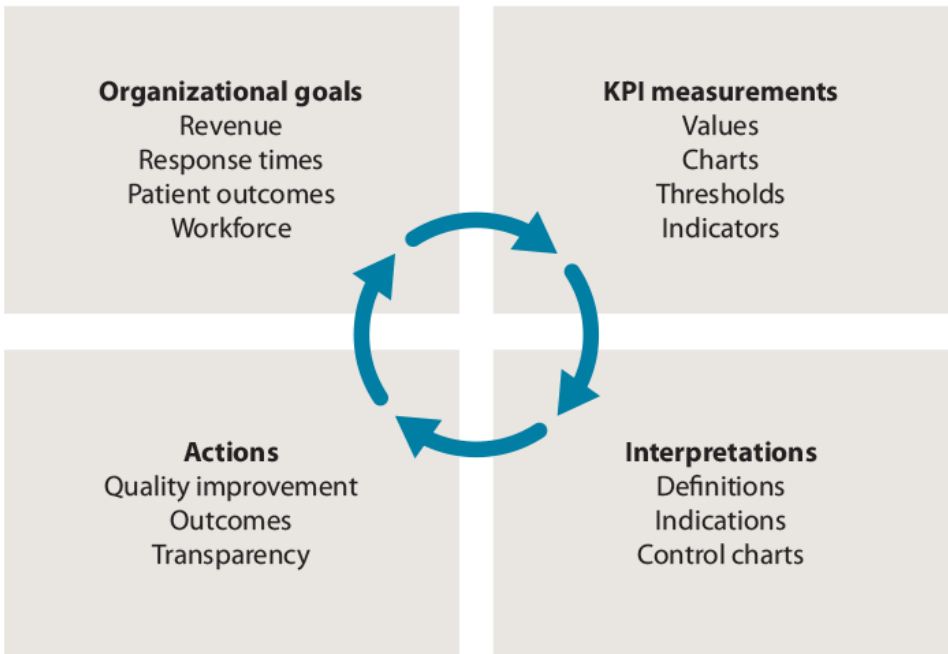 Organizational goals
Revenue
Response times
Patient outcomes
Workforce
KPI measurements
Values
Charts
Thresholds
Indicators
Actions
Quality improvement
Outcomes
Transparency
Interpretations
Definitions
Indications
Control charts